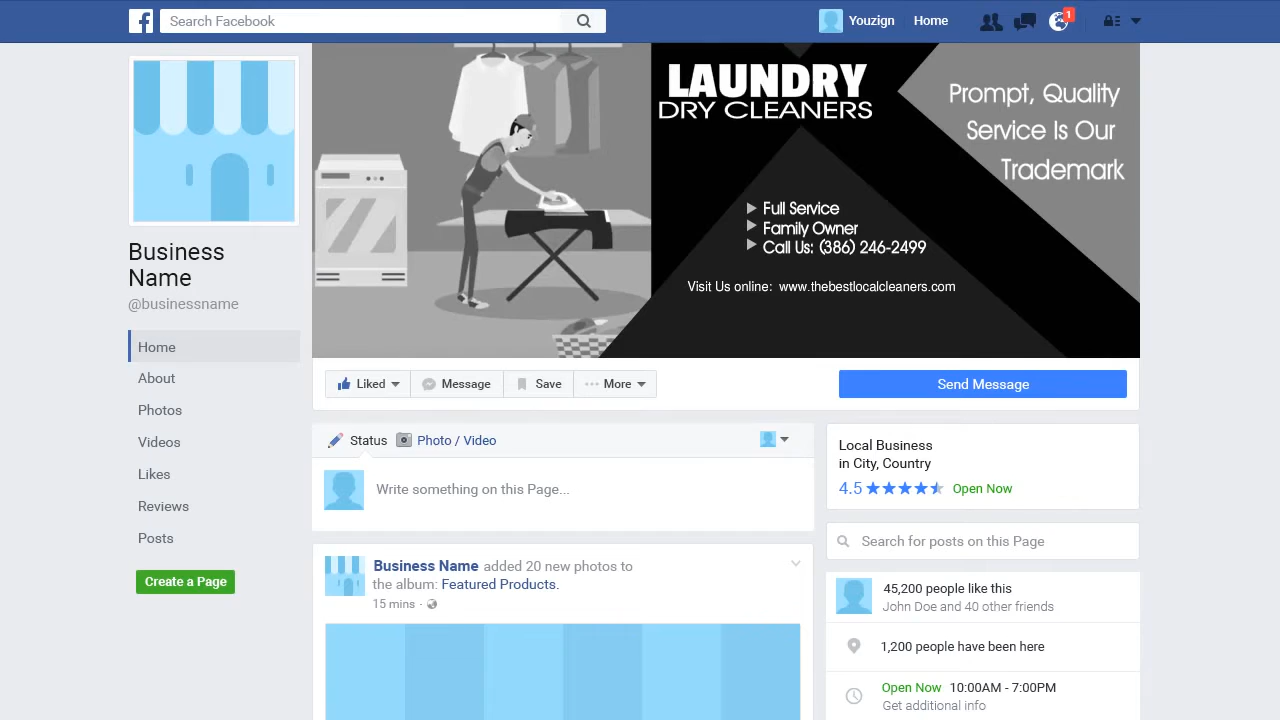 Search Facebook
Youzign
Home
1
LAUNDRY
DRY CLEANERS
Prompt, Quality
Service Is Our
Trademark
Full Service
Family Owner
Call Us: (386) 246-2499
Visit Us online: www.thebestlocalcleaners.com
Business
Name
@businessname
Home
About
Photos
Videos
Likes
Reviews
Posts
Create a Page
Liked
Message
Save
More
Send Message
Status
Photo / Video
Write something on this Page...
Business Name added 20 new photos to
the album: Featured Products.
15 mins ·
Local Business
in City, Country
4.5
Open Now
Search for posts on this Page
45,200 people like this
John Doe and 40 other friends
1,200 people have been here
Open Now 10:00AM - 7:00PM
Get additional info